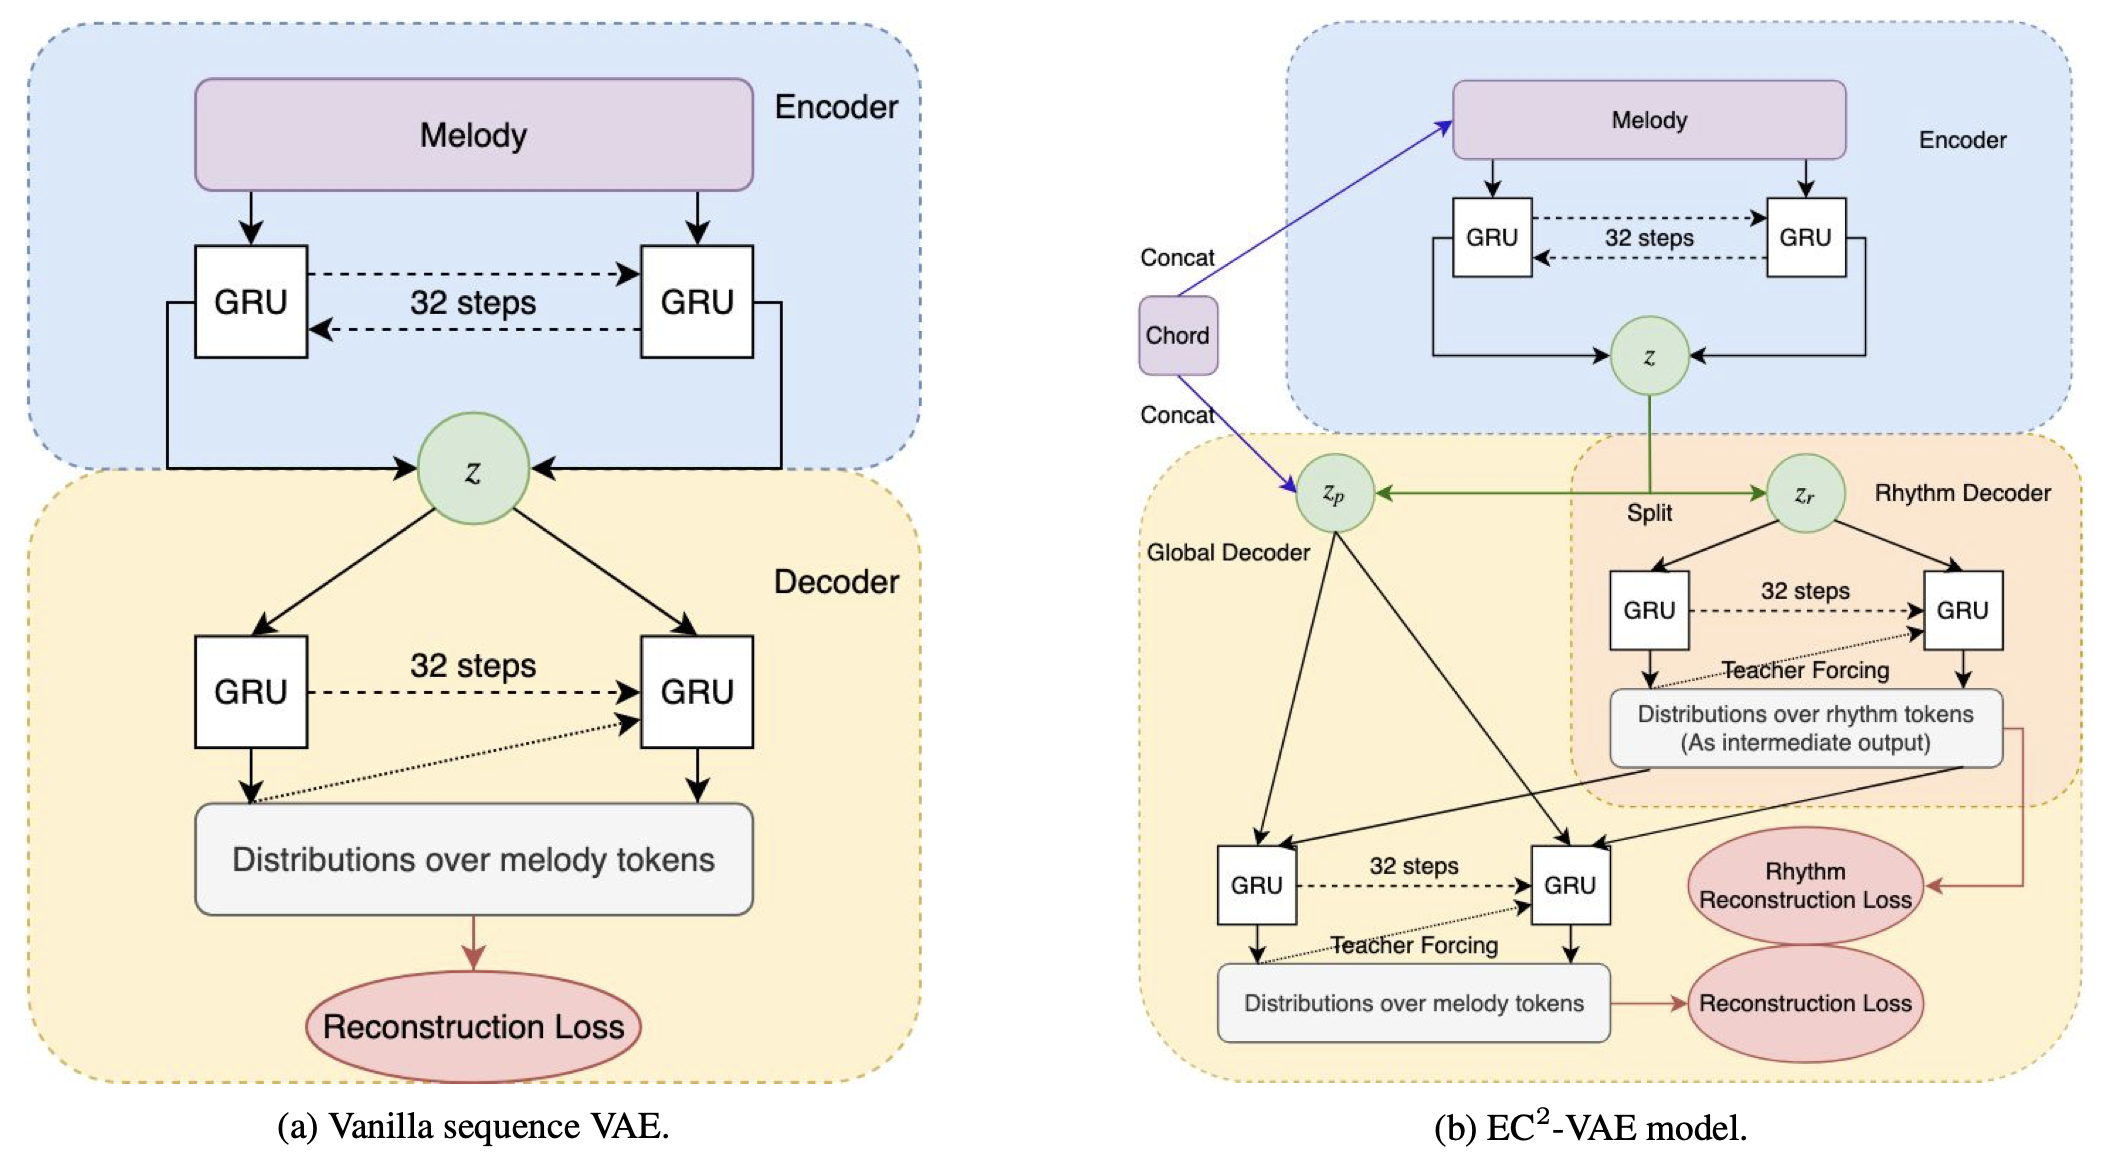 Melody
Encoder
GRU
32 steps
GRU
z
Decoder
GRU
32 steps
GRU
Distributions over melody tokens
Reconstruction Loss
(a) Vanilla sequence VAE.
Melody
Encoder
GRU
32 steps
GRU
Concat
Chord
Concat
z
Split
z_p
z_r
Rhythm Decoder
Global Decoder
GRU
32 steps
GRU
Teacher Forcing
Distributions over rhythm tokens
(As intermediate output)
GRU
32 steps
GRU
Teacher Forcing
Distributions over melody tokens
Rhythm
Reconstruction Loss
Reconstruction Loss
(b) EC²-VAE model.